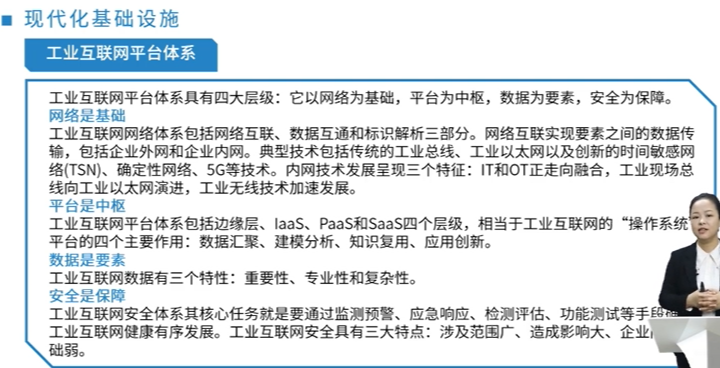 现代化基础设施
工业互联网平台体系
工业互联网平台体系具有四大层级：它以网络为基础，平台为中枢，数据为要素，安全为保障。
网络是基础
工业互联网网络体系包括网络互联、数据互通和标识解析三部分。网络互联实现要素之间的数据传
输，包括企业外网和企业内网。典型技术包括传统的工业总线、工业以太网以及创新的时间敏感网
络(TSN)、确定性网络、5G等技术。内网技术发展呈现三个特征：IT和OT正走向融合，工业现场总
线向工业以太网演进，工业无线技术加速发展。
平台是中枢
工业互联网平台体系包括边缘层、IaaS、PaaS和SaaS四个层级，相当于工业互联网的“操作系统
平台的四个主要作用：数据汇聚、建模分析、知识复用、应用创新。
数据是要素
工业互联网数据有三个特性：重要性、专业性和复杂性。
安全是保障
工业互联网安全体系其核心任务就是要通过监测预警、应急响应、检测评估、功能测试等手段
工业互联网健康有序发展。工业互联网安全具有三大特点：涉及范围广、造成影响大、企业
础弱。